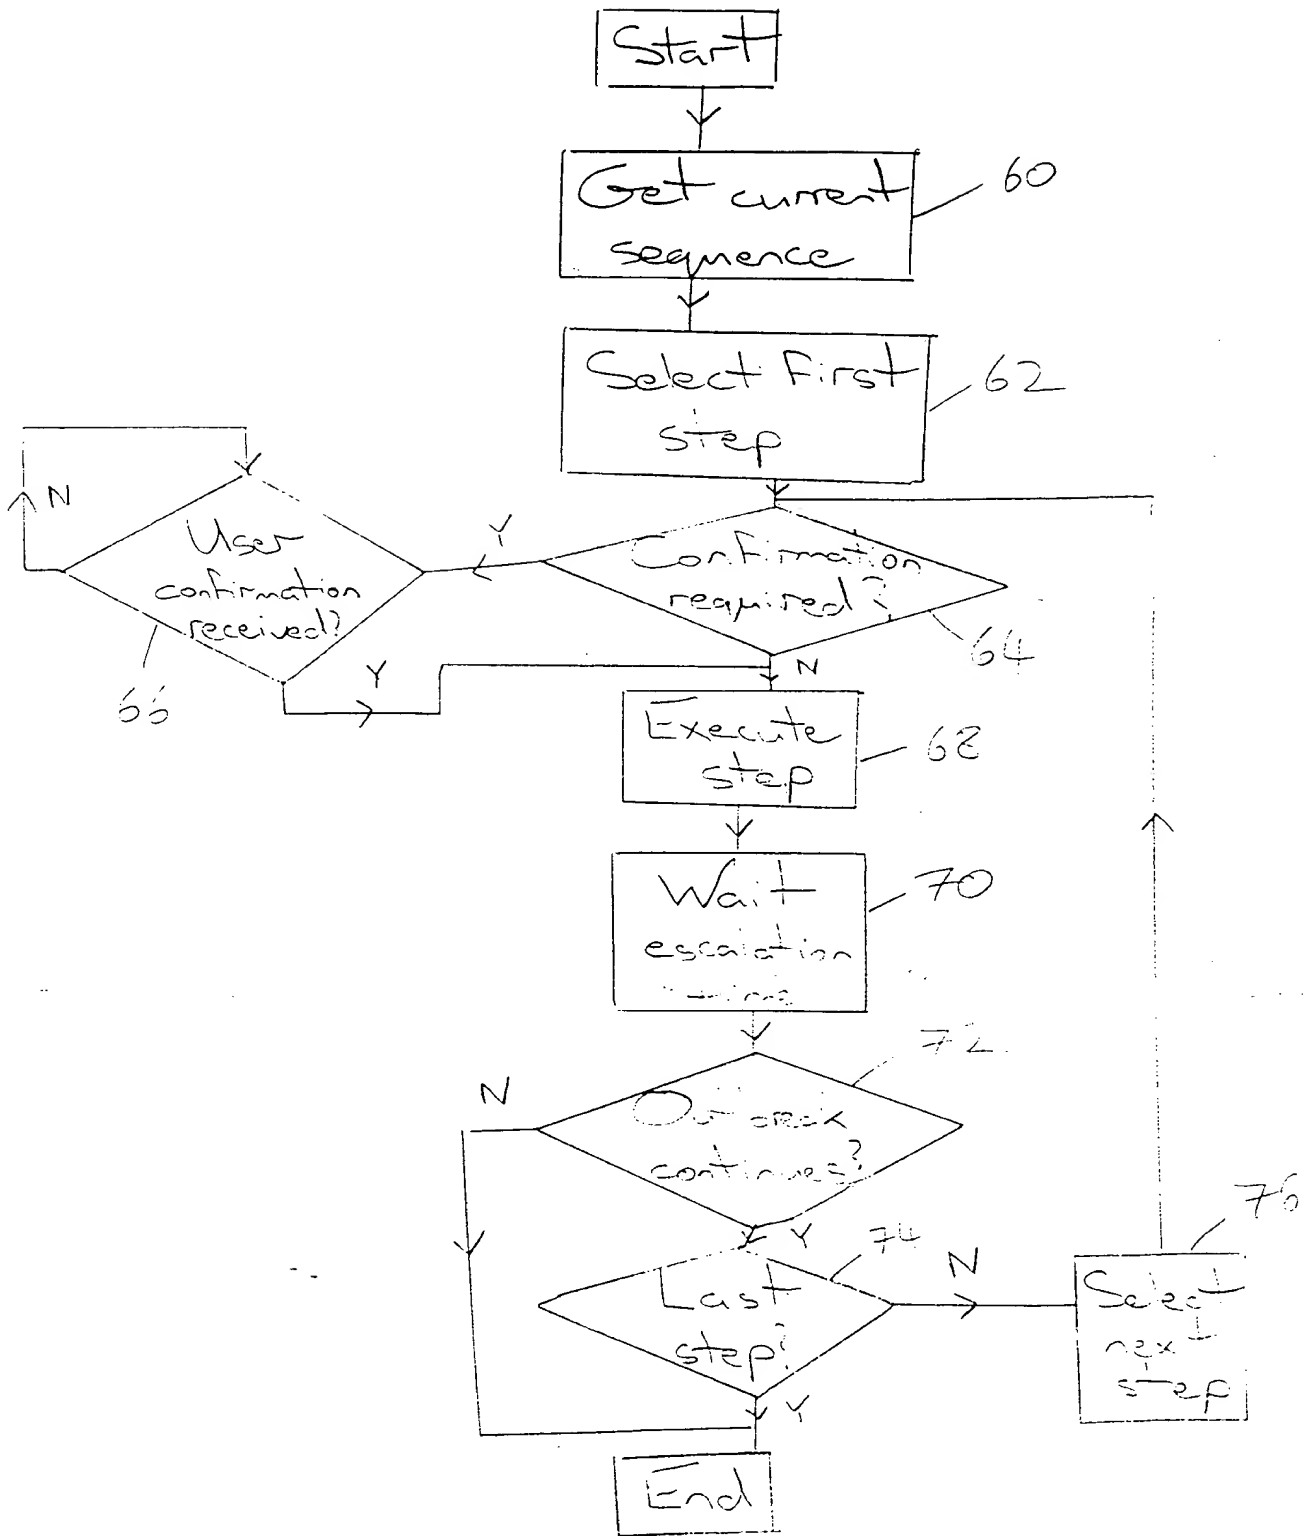 Start
Get current
sequence
60
Select First
step
62
N
User
confirmation
received?
66
Y
Confirmation
required?
64
Y
N
Execute
step
68
Wait
escalation
time
70
72
N
Outbreak
continues?
Y
74
Last
step?
N
76
Select
next
step
Y
End